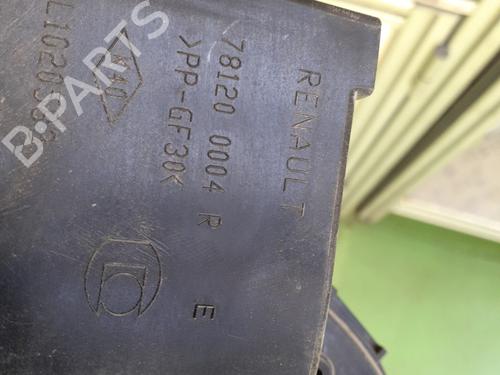 RENAULT
78120 0004 R E
>PP-GF30<
B-PARTS